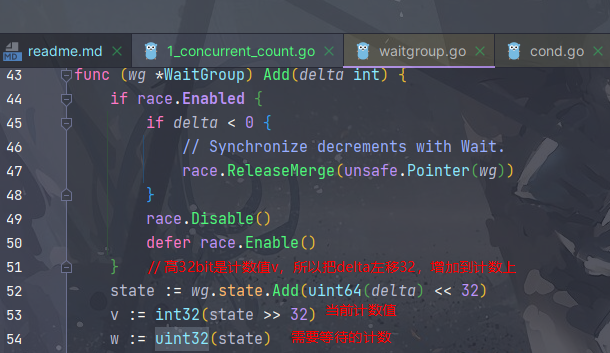 readme.md 1_concurrent_count.go waitgroup.go cond.go
43 func (wg *WaitGroup) Add(delta int) {
44 if race.Enabled {
45 if delta < 0 {
46 // Synchronize decrements with Wait.
47 race.ReleaseMerge(unsafe.Pointer(wg))
48 }
49 race.Disable()
50 defer race.Enable()
51 } // 高32bit是计数值v，所以把delta左移32，增加到计数上
52 state := wg.state.Add(uint64(delta) << 32)
53 v := int32(state >> 32) 当前计数值
54 w := uint32(state) 需要等待的计数